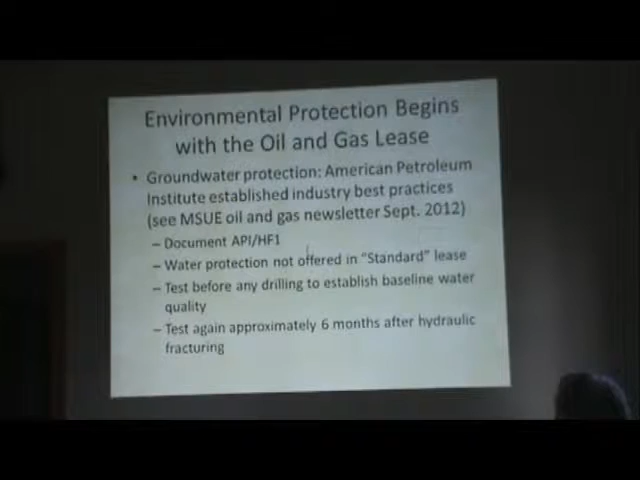 Environmental Protection Begins
with the Oil and Gas Lease
• Groundwater protection: American Petroleum
Institute established industry best practices
(see MSUE oil and gas newsletter Sept. 2012)
– Document API/HF1
– Water protection not offered in “Standard” lease
– Test before any drilling to establish baseline water
quality
– Test again approximately 6 months after hydraulic
fracturing